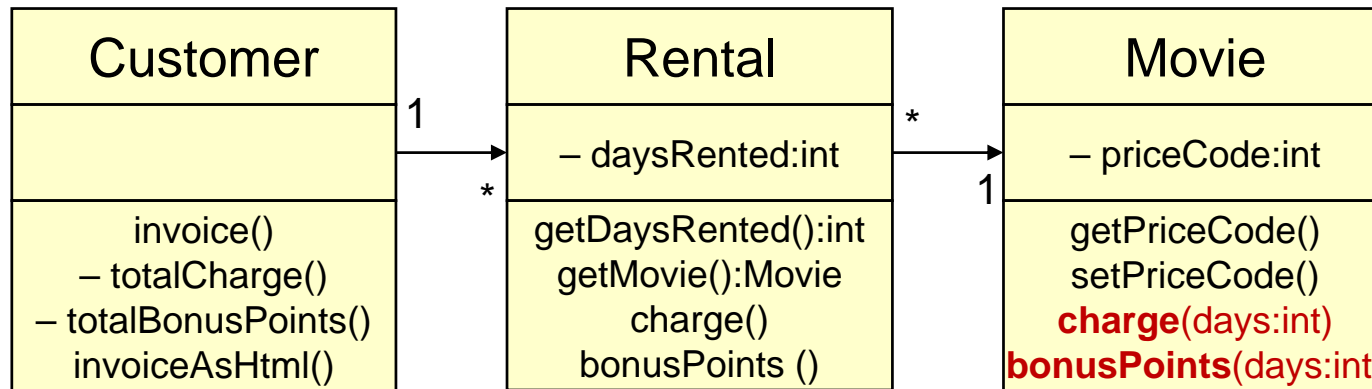 Customer
1
*
invoice()
– totalCharge()
– totalBonusPoints()
invoiceAsHtml()
Rental
– daysRented:int
*
1
getDaysRented():int
getMovie():Movie
charge()
bonusPoints ()
Movie
– priceCode:int
getPriceCode()
setPriceCode()
charge(days:int)
bonusPoints(days:int